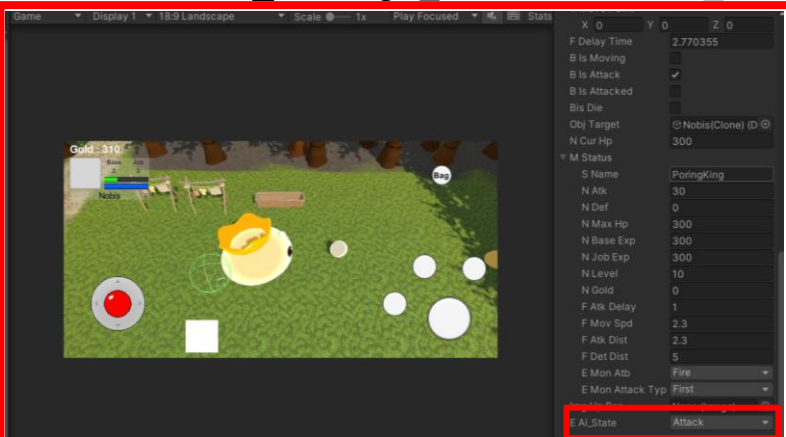 Game Display 1 18:9 Landscape Scale 1x Play Focused Stats
X 0 Y 0 Z 0
F Delay Time 2.770355
B Is Moving
B Is Attack
B Is Attacked
Bis Die
Obj Target Nobis(Clone) (D
N Cur Hp 300
M Status
S Name PoringKing
N Atk 30
N Def 0
N Max Hp 300
N Base Exp 300
N Job Exp 300
N Level 10
N Gold 0
F Atk Delay 1
F Mov Spd 2.3
F Atk Dist 2.3
F Det Dist 5
E Mon Atb Fire
E Mon Attack Typ First
E Ai_State Attack
Gold : 310
Base Job
2 2
Nobis
Bag